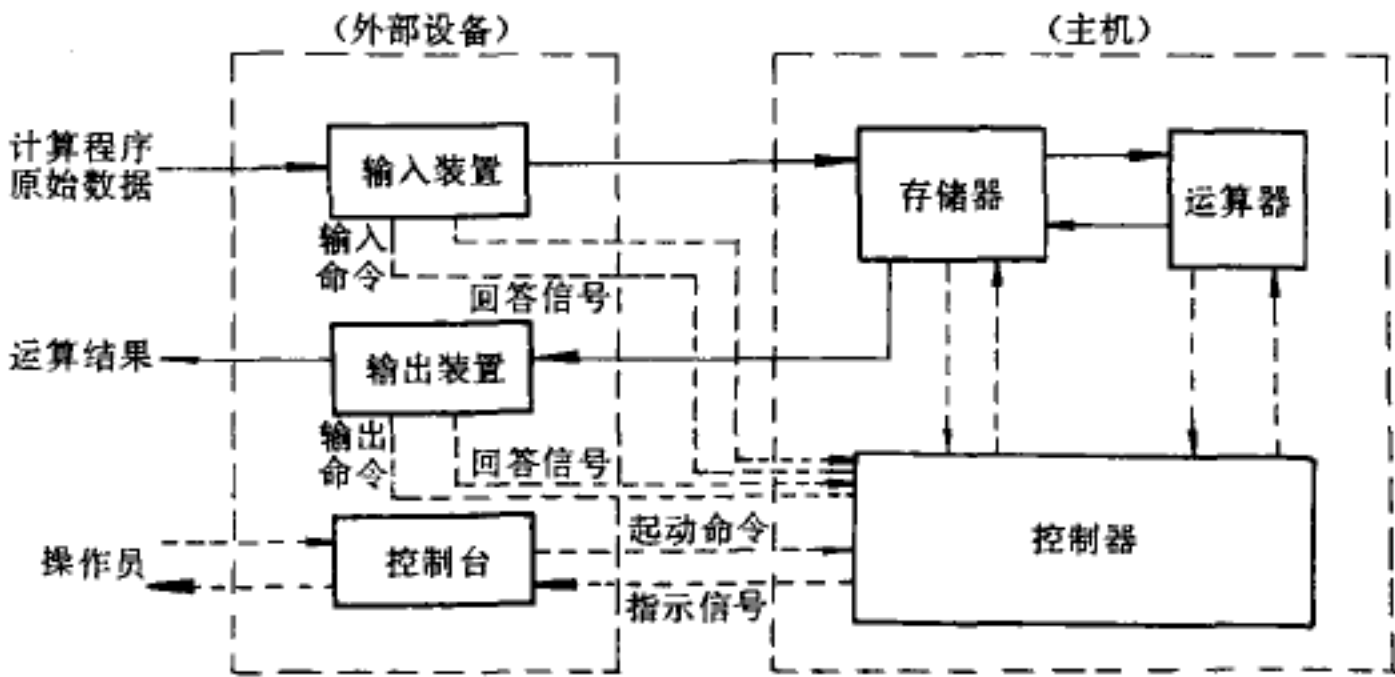 （外部设备）
（主机）
计算程序
原始数据
输入装置
存储器
运算器
输入
命令
回答信号
运算结果
输出装置
输出
命令
回答信号
起动命令
操作员
控制台
控制器
指示信号